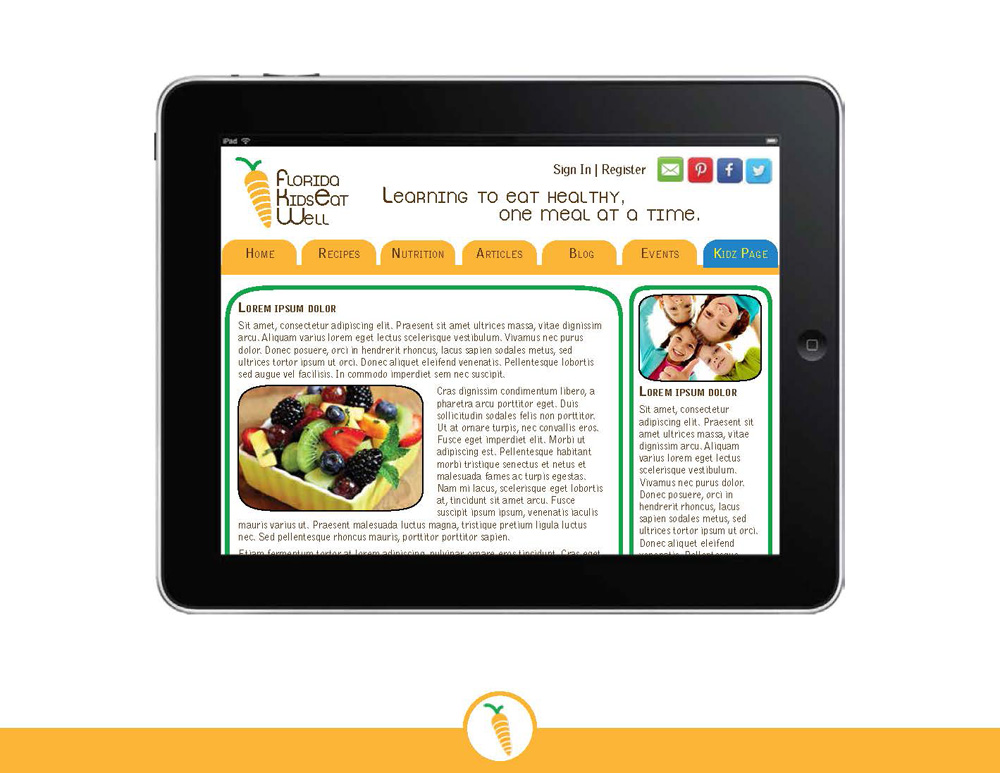 iPad
Florida
KidsEat
Well
Sign In | Register
Learning to eat healthy,
one meal at a time.
Home
Recipes
Nutrition
Articles
Blog
Events
Kidz Page
Lorem ipsum dolor
Sit amet, consectetur adipiscing elit. Praesent sit amet ultrices massa, vitae dignissim
arcu. Aliquam varius lorem eget lectus scelerisque vestibulum. Vivamus nec purus
dolor. Donec posuere, orci in hendrerit rhoncus, lacus sapien sodales metus, sed
ultrices tortor ipsum ut orci. Donec aliquet eleifend venenatis. Pellentesque lobortis
sed augue vel facilisis. In commodo imperdiet sem nec suscipit.
Cras dignissim condimentum libero, a
pharetra arcu porttitor eget. Duis
sollicitudin sodales felis non porttitor.
Ut at ornare turpis, nec convallis eros.
Fusce eget imperdiet elit. Morbi ut
adipiscing est. Pellentesque habitant
morbi tristique senectus et netus et
malesuada fames ac turpis egestas.
Nam mi lacus, scelerisque eget lobortis
at, tincidunt sit amet arcu. Fusce
suscipit ipsum ipsum, venenatis iaculis
mauris varius ut. Praesent malesuada luctus magna, tristique pretium ligula luctus
nec. Sed pellentesque rhoncus mauris, porttitor porttitor sapien.
Etiam fermentum tortor at lorem adipiscing, pulvinar ornare eros tincidunt. Cras eget
Lorem ipsum dolor
Sit amet, consectetur
adipiscing elit. Praesent sit
amet ultrices massa, vitae
dignissim arcu. Aliquam
varius lorem eget lectus
scelerisque vestibulum.
Vivamus nec purus dolor.
Donec posuere, orci in
hendrerit rhoncus, lacus
sapien sodales metus, sed
ultrices tortor ipsum ut orci.
Donec aliquet eleifend
venenatis. Pellentesque